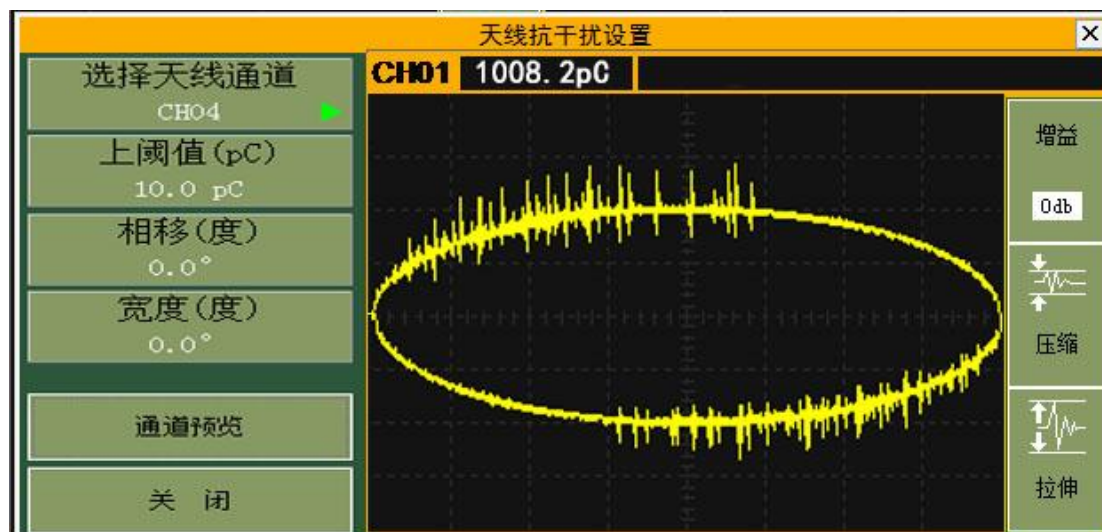 天线抗干扰设置
选择天线通道
CH04
上阈值(pC)
10.0 pC
相移(度)
0.0°
宽度(度)
0.0°
通道预览
关 闭
CH01 1008.2pC
增益
0db
压缩
拉伸